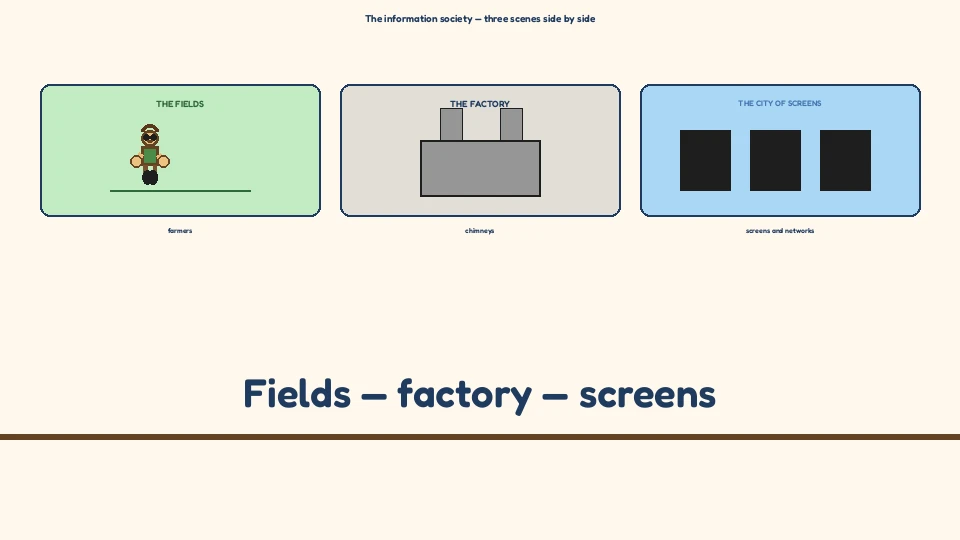 The information society — three scenes side by side
THE FIELDS
THE FACTORY
THE CITY OF SCREENS
farmers
chimneys
screens and networks
Fields — factory — screens